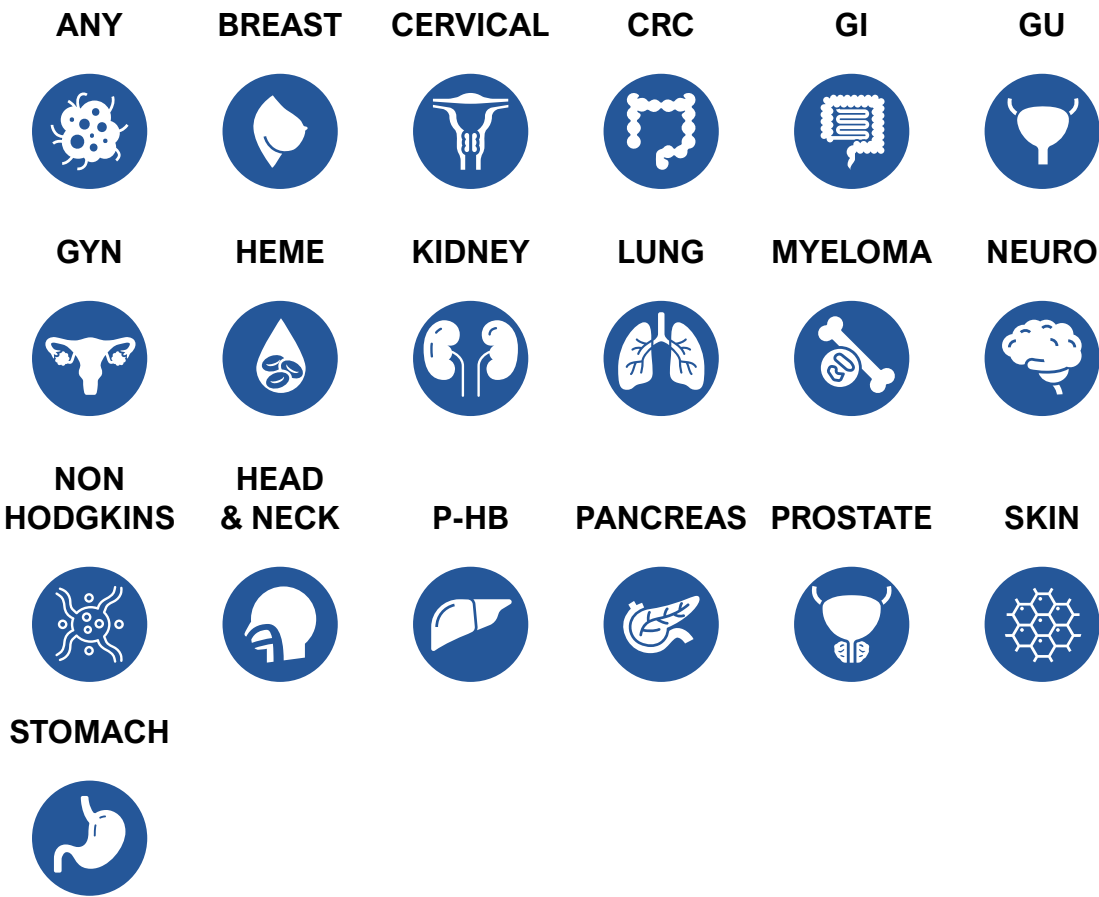 ANY
BREAST
CERVICAL
CRC
GI
GU
GYN
HEME
KIDNEY
LUNG
MYELOMA
NEURO
NON
HODGKINS
HEAD
& NECK
P-HB
PANCREAS
PROSTATE
SKIN
STOMACH